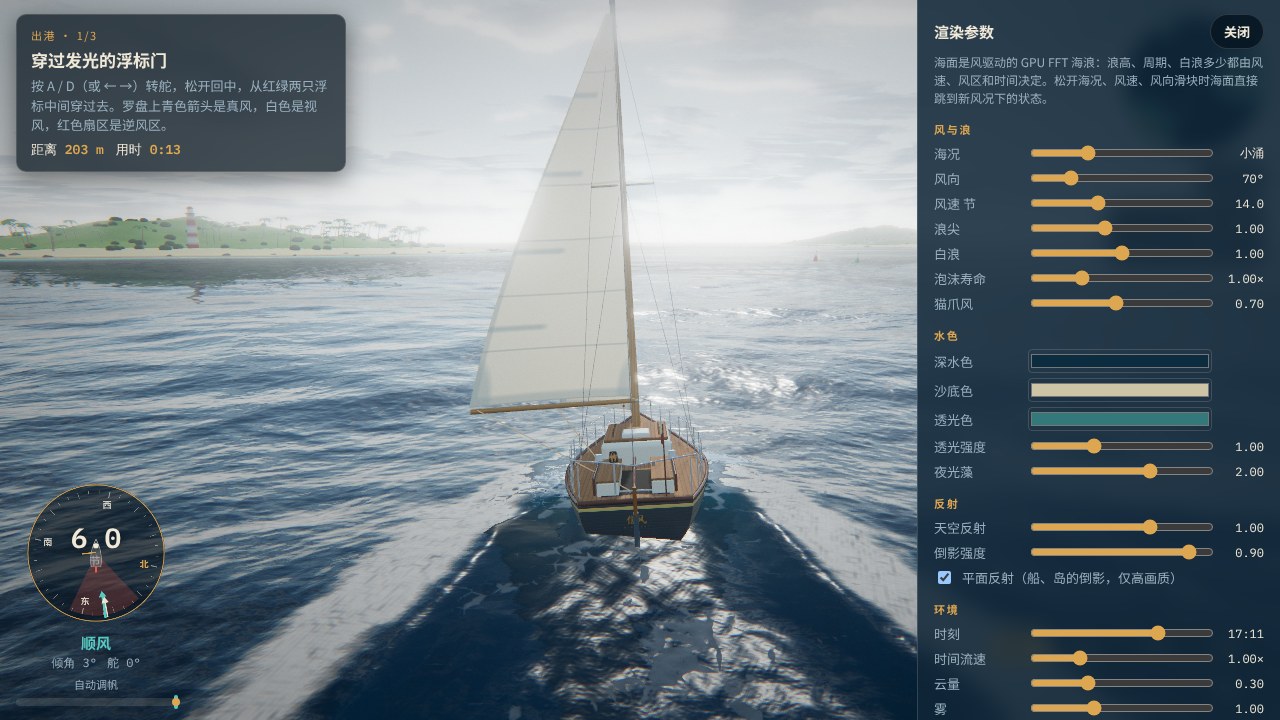 出港 · 1/3
穿过发光的浮标门
按 A / D（或 ← →）转舵，松开回中，从红绿两只浮
标中间穿过去。罗盘上青色箭头是真风，白色是视
风，红色扇区是逆风区。
距离 203 m 用时 0:13
西
南
6.0
北
东
顺风
倾角 3° 舵 0°
自动调帆
渲染参数
关闭
海面是风驱动的 GPU FFT 海浪：浪高、周期、白浪多少都由风
速、风区和时间决定。松开海况、风速、风向滑块时海面直接
跳到新风况下的状态。
风与浪
海况 小涌
风向 70°
风速 节 14.0
浪尖 1.00
白浪 1.00
泡沫寿命 1.00×
猫爪风 0.70
水色
深水色
沙底色
透光色
透光强度 1.00
夜光藻 2.00
反射
天空反射 1.00
倒影强度 0.90
平面反射（船、岛的倒影，仅高画质）
环境
时刻 17:11
时间流速 1.00×
云量 0.30
雾 1.00